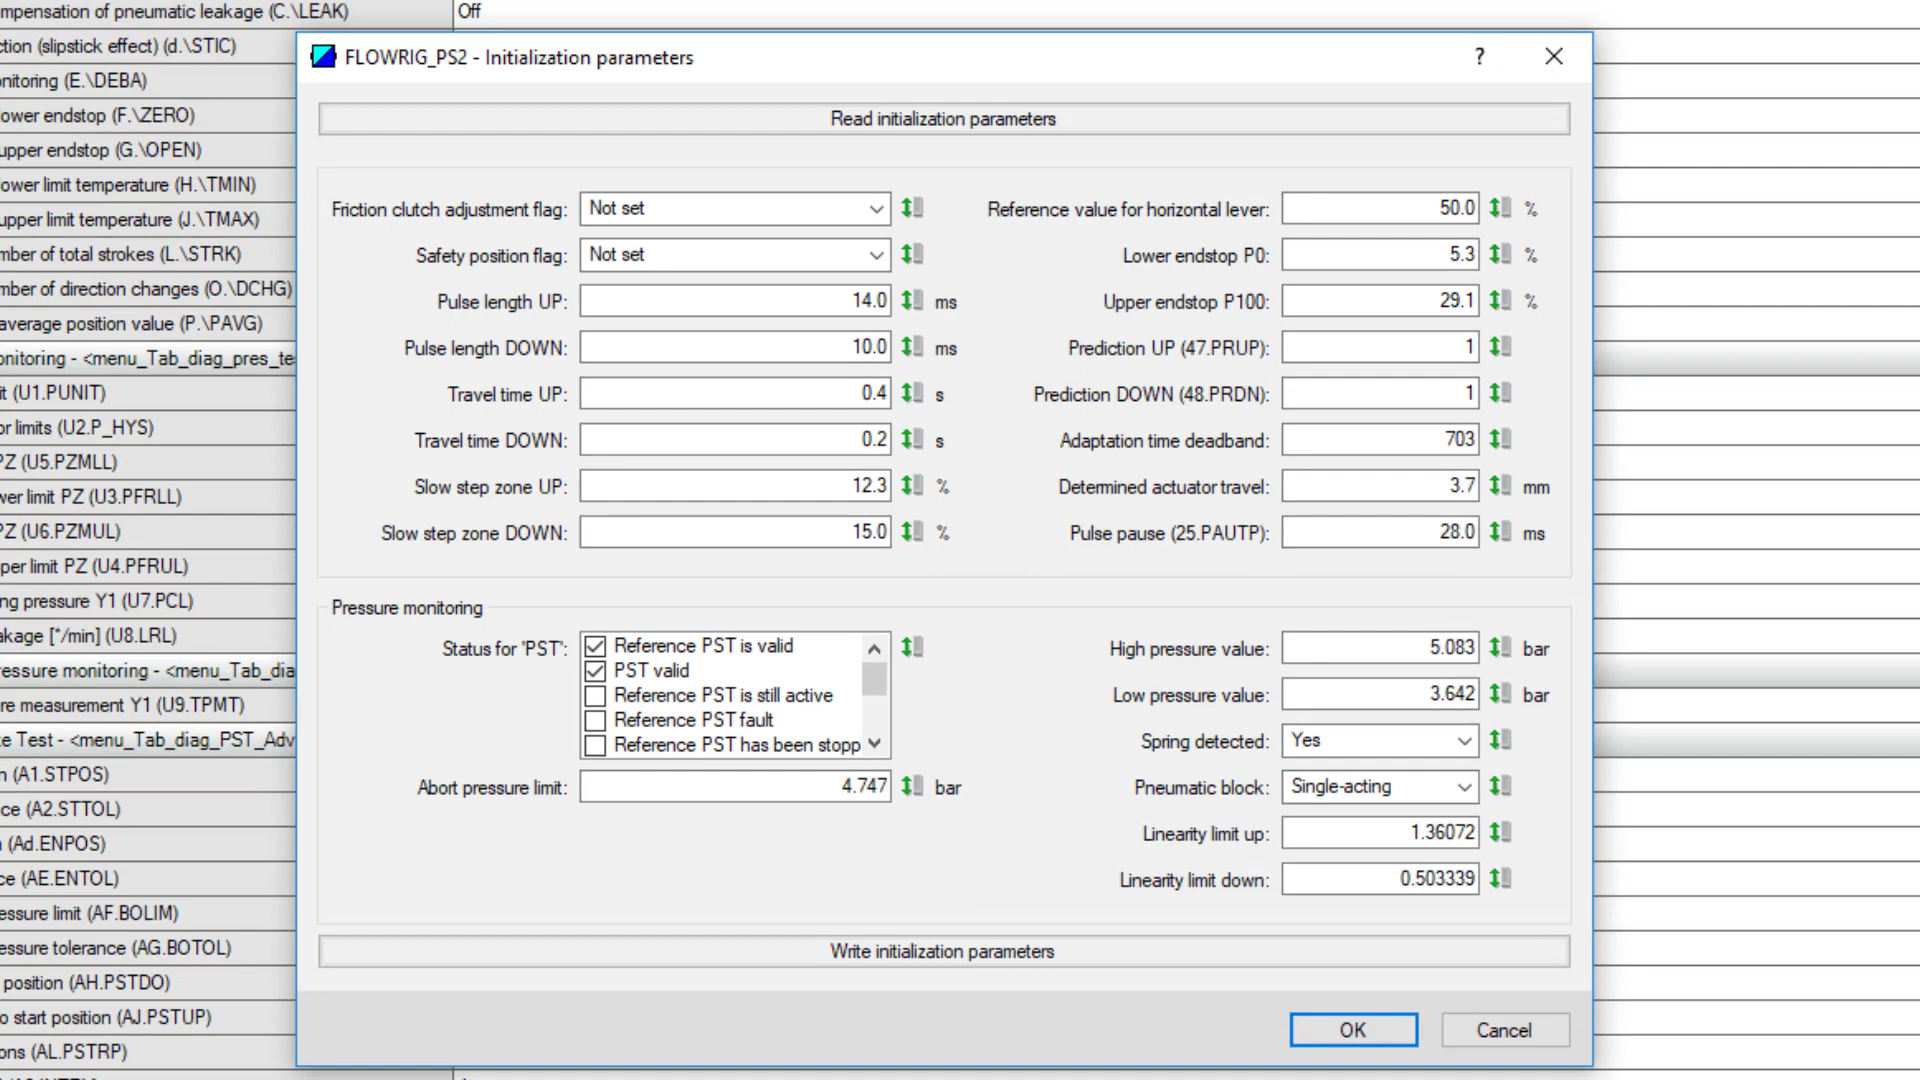 mpensation of pneumatic leakage (C.\LEAK)
Off
ction (slipstick effect) (d.\STIC)
onitoring (E.\DEBA)
lower endstop (F.\ZERO)
upper endstop (G.\OPEN)
lower limit temperature (H.\TMIN)
upper limit temperature (J.\TMAX)
mber of total strokes (L.\STRK)
mber of direction changes (O.\DCHG)
average position value (P.\PAVG)
onitoring - <menu_Tab_diag_pres_te
it (U1.PUNIT)
or limits (U2.P_HYS)
PZ (U5.PZMLL)
wer limit PZ (U3.PFRLL)
PZ (U6.PZMUL)
per limit PZ (U4.PFRUL)
ng pressure Y1 (U7.PCL)
akage [*/min] (U8.LRL)
ressure monitoring - <menu_Tab_dia
re measurement Y1 (U9.TPMT)
ke Test - <menu_Tab_diag_PST_Adv
n (A1.STPOS)
ce (A2.STTOL)
n (Ad.ENPOS)
ce (AE.ENTOL)
essure limit (AF.BOLIM)
essure tolerance (AG.BOTOL)
position (AH.PSTDO)
o start position (AJ.PSTUP)
ons (AL.PSTRP)
FLOWRIG_PS2 - Initialization parameters
?
Read initialization parameters
Friction clutch adjustment flag: Not set
Safety position flag: Not set
Pulse length UP: 14.0 ms
Pulse length DOWN: 10.0 ms
Travel time UP: 0.4 s
Travel time DOWN: 0.2 s
Slow step zone UP: 12.3 %
Slow step zone DOWN: 15.0 %
Reference value for horizontal lever: 50.0 %
Lower endstop P0: 5.3 %
Upper endstop P100: 29.1 %
Prediction UP (47.PRUP): 1
Prediction DOWN (48.PRDN): 1
Adaptation time deadband: 703
Determined actuator travel: 3.7 mm
Pulse pause (25.PAUTP): 28.0 ms
Pressure monitoring
Status for 'PST':
Reference PST is valid
PST valid
Reference PST is still active
Reference PST fault
Reference PST has been stopp
Abort pressure limit: 4.747 bar
High pressure value: 5.083 bar
Low pressure value: 3.642 bar
Spring detected: Yes
Pneumatic block: Single-acting
Linearity limit up: 1.36072
Linearity limit down: 0.503339
Write initialization parameters
OK
Cancel